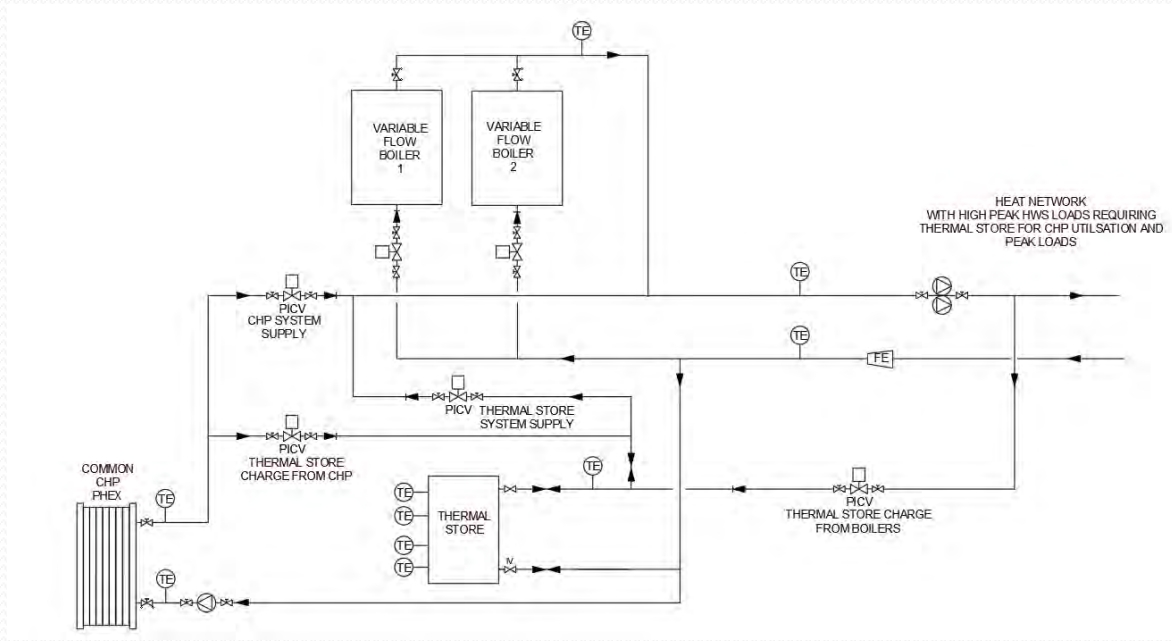 TE
VARIABLE
FLOW
BOILER
1
VARIABLE
FLOW
BOILER
2
HEAT NETWORK
WITH HIGH PEAK HWS LOADS REQUIRING
THERMAL STORE FOR CHP UTILSATION AND
PEAK LOADS
TE
PICV
CHP SYSTEM
SUPPLY
TE
FE
PICV
THERMAL STORE
SYSTEM SUPPLY
PICV
THERMAL STORE
CHARGE FROM CHP
COMMON
CHP
PHEX
TE
TE
TE
TE
TE
TE
THERMAL
STORE
IV
PICV
THERMAL STORE CHARGE
FROM BOILERS
TE